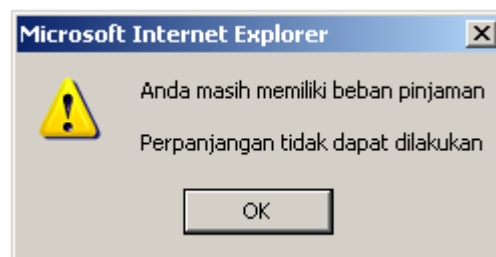 Microsoft Internet Explorer
Anda masih memiliki beban pinjaman
Perpanjangan tidak dapat dilakukan
OK